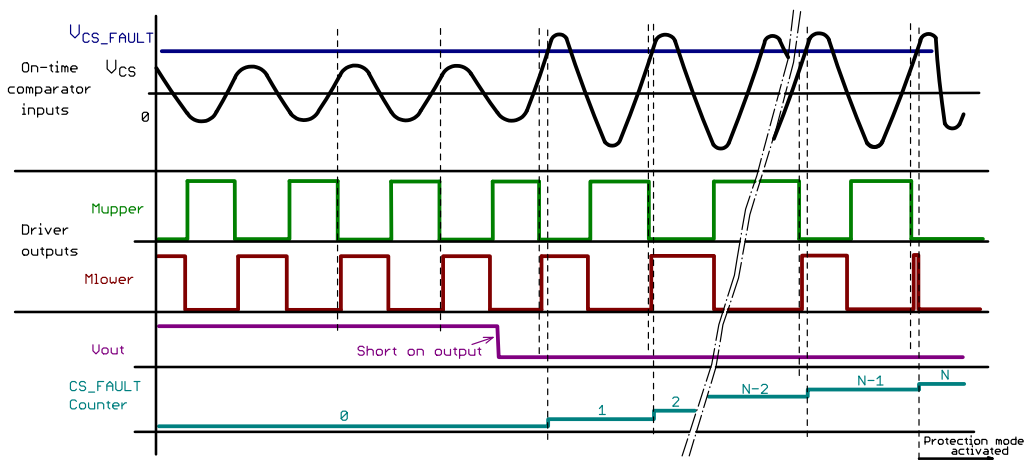 VCS_FAULT
On-time
comparator
inputs
VCS
0
Mupper
Driver
outputs
Mlower
Vout
Short on output
CS_FAULT
Counter
0
1
2
N-2
N-1
N
Protection mode
activated